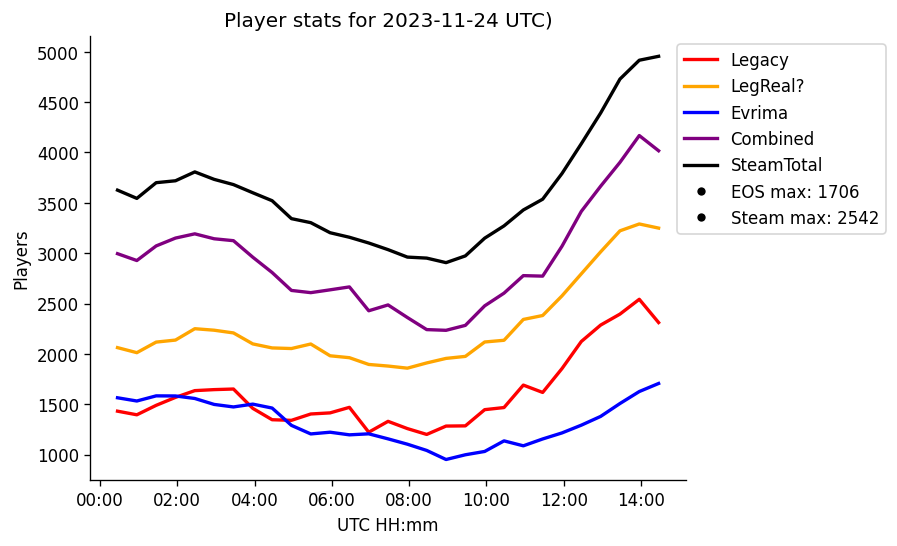 Player stats for 2023-11-24 UTC)
Players
5000
4500
4000
3500
3000
2500
2000
1500
1000
00:00 02:00 04:00 06:00 08:00 10:00 12:00 14:00
UTC HH:mm
Legacy
LegReal?
Evrima
Combined
SteamTotal
EOS max: 1706
Steam max: 2542